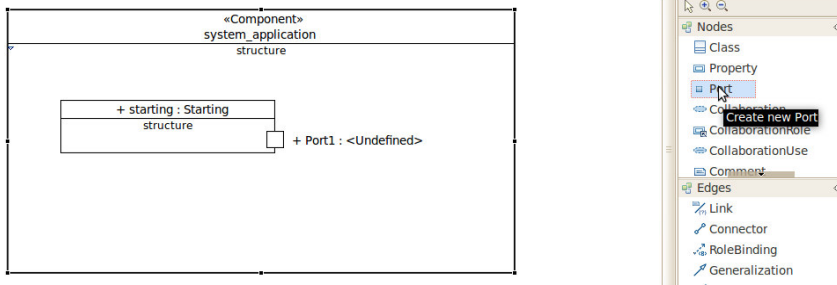 «Component»
system_application
structure
+ starting : Starting
structure
+ Port1 : <Undefined>
Nodes
Class
Property
Port
Collaboration
Create new Port
CollaborationRole
CollaborationUse
Comment
Edges
Link
Connector
RoleBinding
Generalization